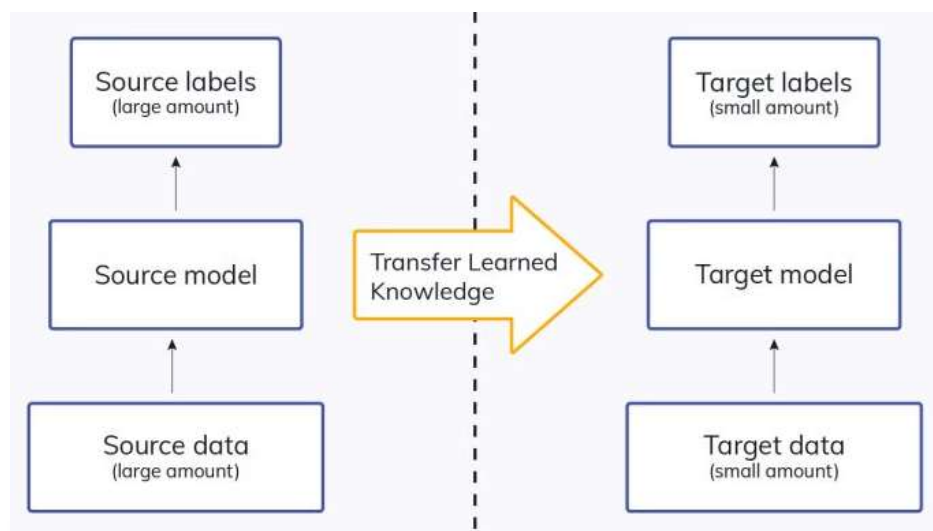 Source labels
(large amount)
Source model
Source data
(large amount)
Transfer Learned
Knowledge
Target labels
(small amount)
Target model
Target data
(small amount)